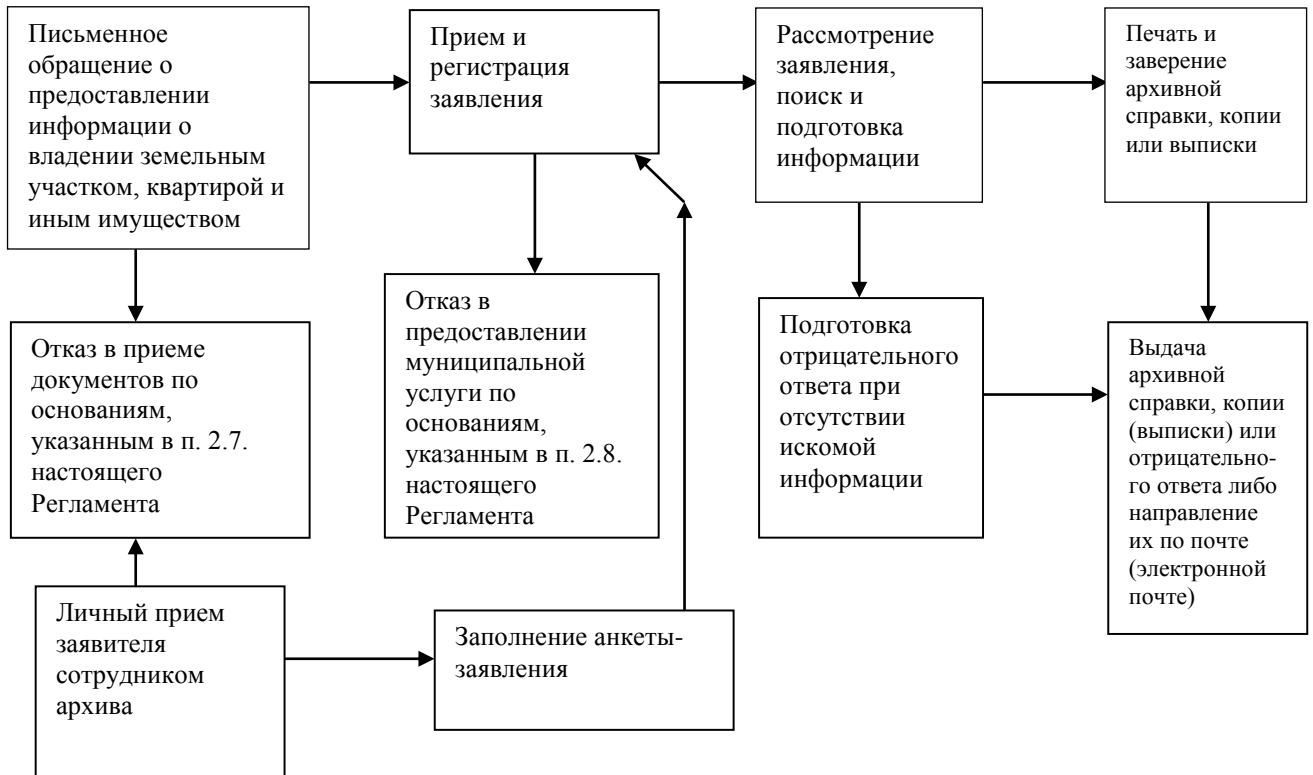 Письменное
обращение о
предоставлении
информации о
владении земельным
участком, квартирой и
иным имуществом
Прием и
регистрация
заявления
Рассмотрение
заявления,
поиск и
подготовка
информации
Печать и
заверение
архивной
справки, копии
или выписки
Отказ в приеме
документов по
основаниям,
указанным в п. 2.7.
настоящего
Регламента
Отказ в
предоставлении
муниципальной
услуги по
основаниям,
указанным в п. 2.8.
настоящего
Регламента
Подготовка
отрицательного
ответа при
отсутствии
искомой
информации
Выдача
архивной
справки, копии
(выписки) или
отрицательно-
го ответа либо
направление
их по почте
(электронной
почте)
Личный прием
заявителя
сотрудником
архива
Заполнение анкеты-
заявления